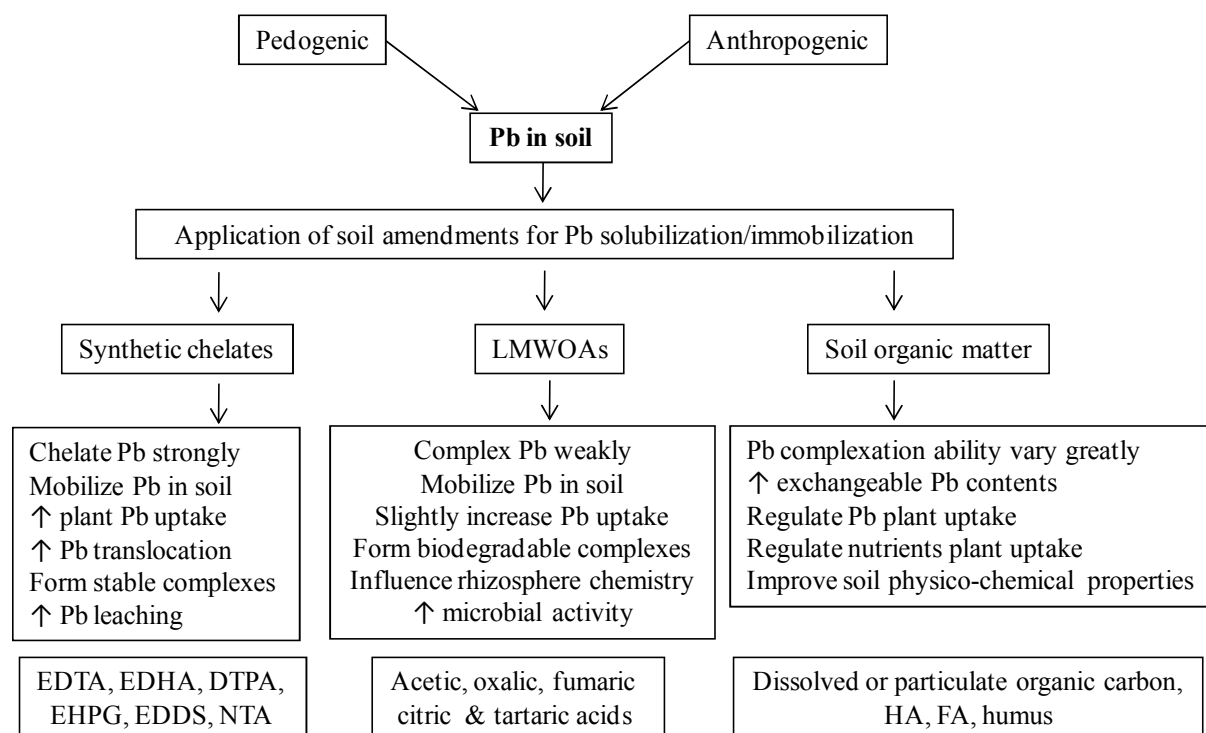 Pedogenic
Anthropogenic
Pb in soil
Application of soil amendments for Pb solubilization/immobilization
Synthetic chelates
LMWOAs
Soil organic matter
Chelate Pb strongly
Mobilize Pb in soil
↑ plant Pb uptake
↑ Pb translocation
Form stable complexes
↑ Pb leaching
Complex Pb weakly
Mobilize Pb in soil
Slightly increase Pb uptake
Form biodegradable complexes
Influence rhizosphere chemistry
↑ microbial activity
Pb complexation ability vary greatly
↑ exchangeable Pb contents
Regulate Pb plant uptake
Regulate nutrients plant uptake
Improve soil physico-chemical properties
EDTA, EDHA, DTPA,
EHPG, EDDS, NTA
Acetic, oxalic, fumaric
citric & tartaric acids
Dissolved or particulate organic carbon,
HA, FA, humus